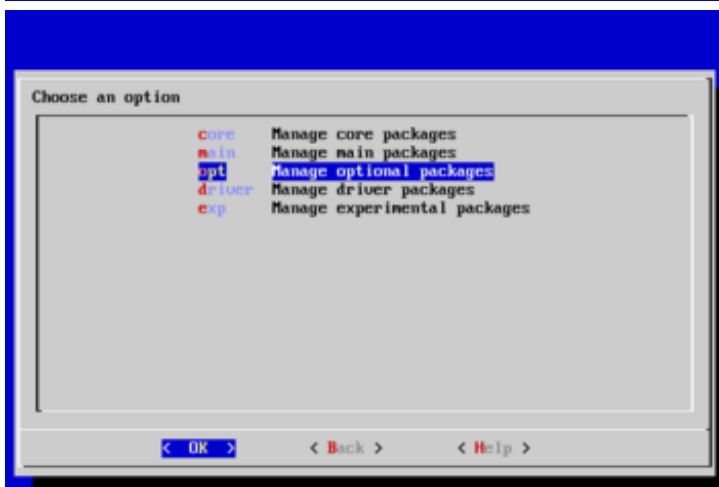 Choose an option
core Manage core packages
main Manage main packages
opt Manage optional packages
driver Manage driver packages
exp Manage experimental packages
< OK > < Back > < Help >